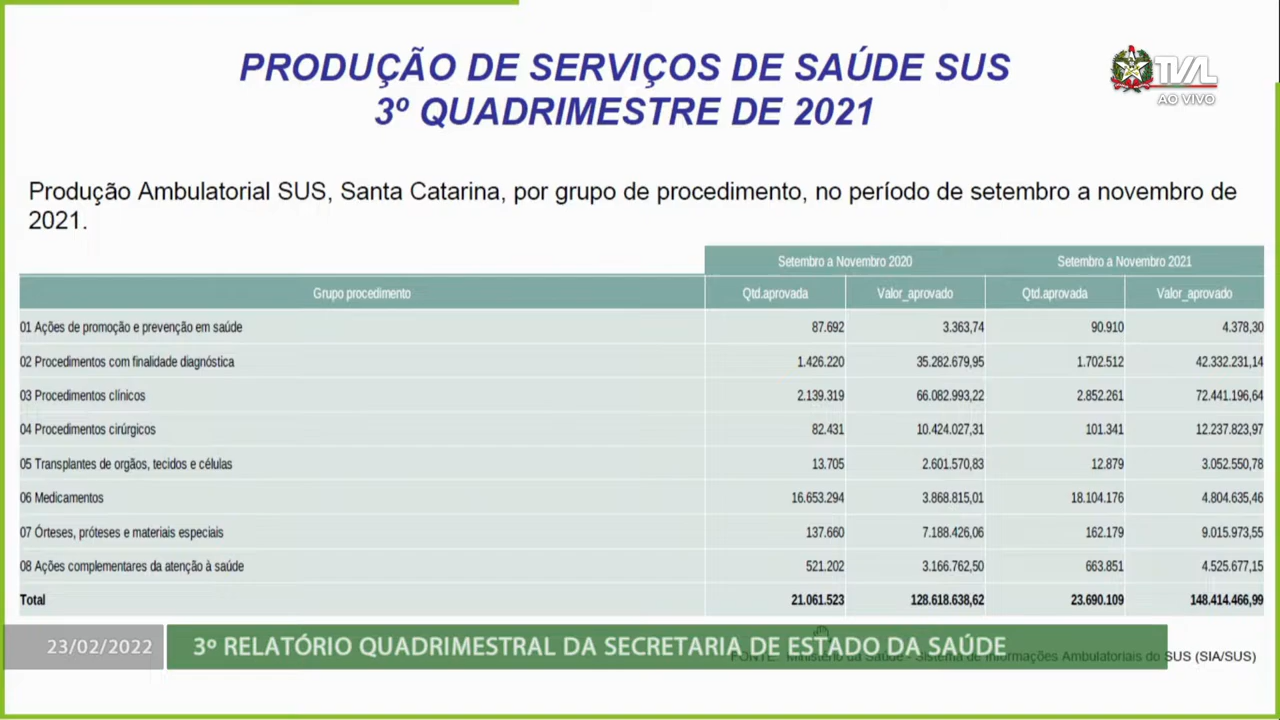 PRODUÇÃO DE SERVIÇOS DE SAÚDE SUS
3º QUADRIMESTRE DE 2021
TVAL
AO VIVO
Produção Ambulatorial SUS, Santa Catarina, por grupo de procedimento, no período de setembro a novembro de
2021.
Setembro a Novembro 2020 Setembro a Novembro 2021
Grupo procedimento Qtd.aprovada Valor_aprovado Qtd.aprovada Valor_aprovado
01 Ações de promoção e prevenção em saúde 87.692 3.363,74 90.910 4.378,30
02 Procedimentos com finalidade diagnóstica 1.426.220 35.282.679,95 1.702.512 42.332.231,14
03 Procedimentos clínicos 2.139.319 66.082.993,22 2.852.261 72.441.196,64
04 Procedimentos cirúrgicos 82.431 10.424.027,31 101.341 12.237.823,97
05 Transplantes de orgãos, tecidos e células 13.705 2.601.570,83 12.879 3.052.550,78
06 Medicamentos 16.653.294 3.868.815,01 18.104.176 4.804.635,46
07 Órteses, próteses e materiais especiais 137.660 7.188.426,06 162.179 9.015.973,55
08 Ações complementares da atenção à saúde 521.202 3.166.762,50 663.851 4.525.677,15
Total 21.061.523 128.618.638,62 23.690.109 148.414.466,99
23/02/2022 3º RELATÓRIO QUADRIMESTRAL DA SECRETARIA DE ESTADO DA SAÚDE
FONTE: Ministério da Saúde - Sistema de Informações Ambulatoriais do SUS (SIA/SUS)